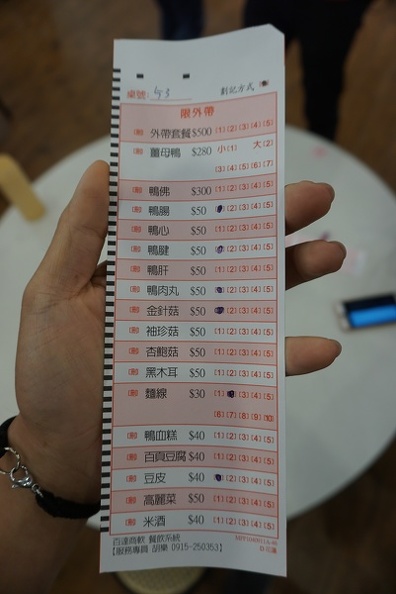 桌號: 53 劃記方式
限外帶
外帶套餐 $500 (1) (2) (3) (4) (5)
薑母鴨 $280 小(1) 大(2)
(3) (4) (5) (6) (7)
鴨佛 $300 (1) (2) (3) (4) (5)
鴨腸 $50 (2) (3) (4) (5)
鴨心 $50 (1) (2) (3) (4) (5)
鴨腱 $50 (2) (3) (4) (5)
鴨肝 $50 (1) (2) (3) (4) (5)
鴨肉丸 $50 (2) (3) (4) (5)
金針菇 $50 (2) (3) (4) (5)
袖珍菇 $50 (1) (2) (3) (4) (5)
杏鮑菇 $50 (1) (2) (3) (4) (5)
黑木耳 $50 (1) (2) (3) (4) (5)
麵線 $30 (1) (3) (4) (5)
(6) (7) (8) (9) (10)
鴨血糕 $40 (1) (2) (3) (4) (5)
百頁豆腐 $40 (1) (2) (3) (4) (5)
豆皮 $40 (2) (3) (4) (5)
高麗菜 $50 (1) (2) (3) (4) (5)
米酒 $40 (1) (2) (3) (4) (5)
百達商軟 餐飲系統
【服務專員 胡樂 0915-250353】